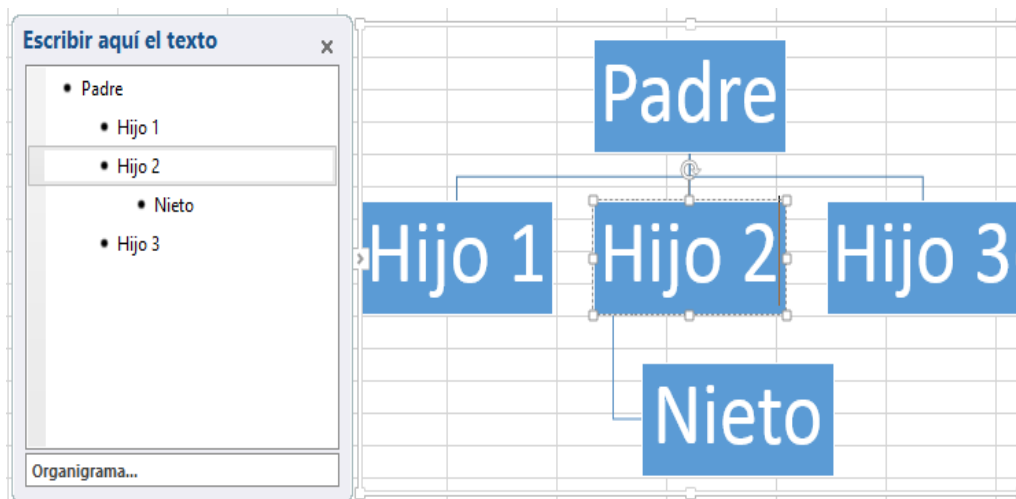 Escribir aquí el texto
Padre
Hijo 1
Hijo 2
Nieto
Hijo 3
Organigrama...
Padre
Hijo 1 Hijo 2 Hijo 3
Nieto